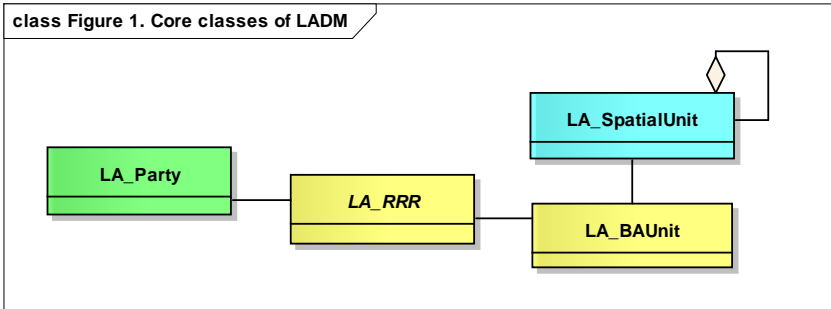 class Figure 1. Core classes of LADM
LA_SpatialUnit
LA_Party
LA_RRR
LA_BAUnit